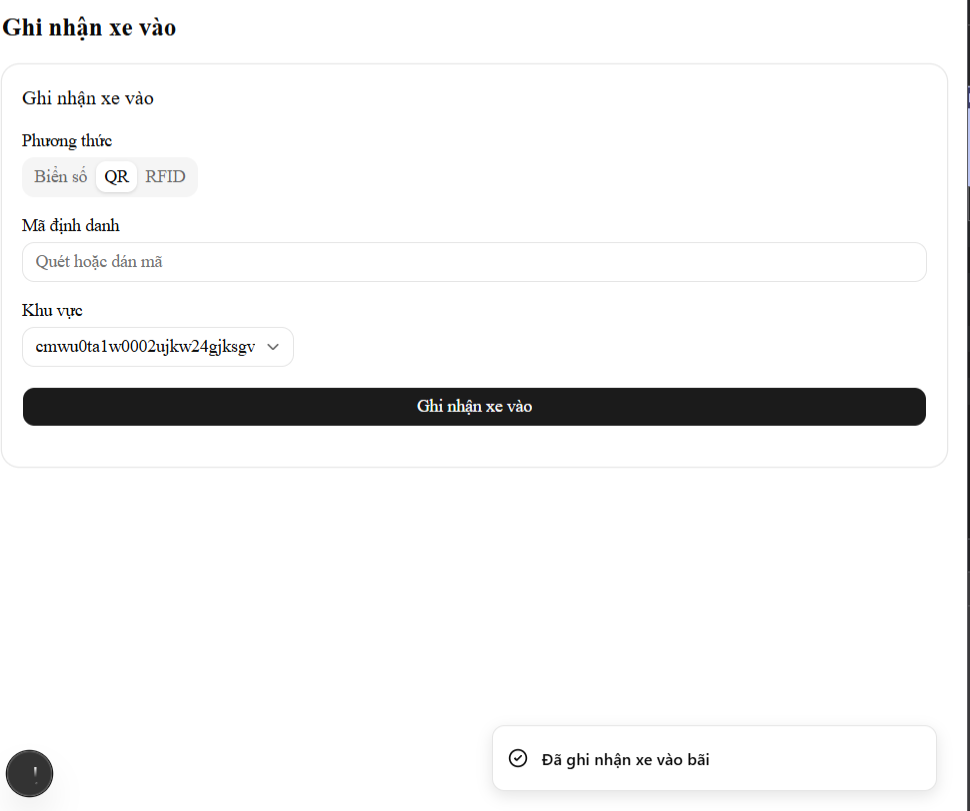 Ghi nhận xe vào
Ghi nhận xe vào
Phương thức
Biển số QR RFID
Mã định danh
Quét hoặc dán mã
Khu vực
cmwu0ta1w0002ujkw24gjksgv
Ghi nhận xe vào
Đã ghi nhận xe vào bãi
!